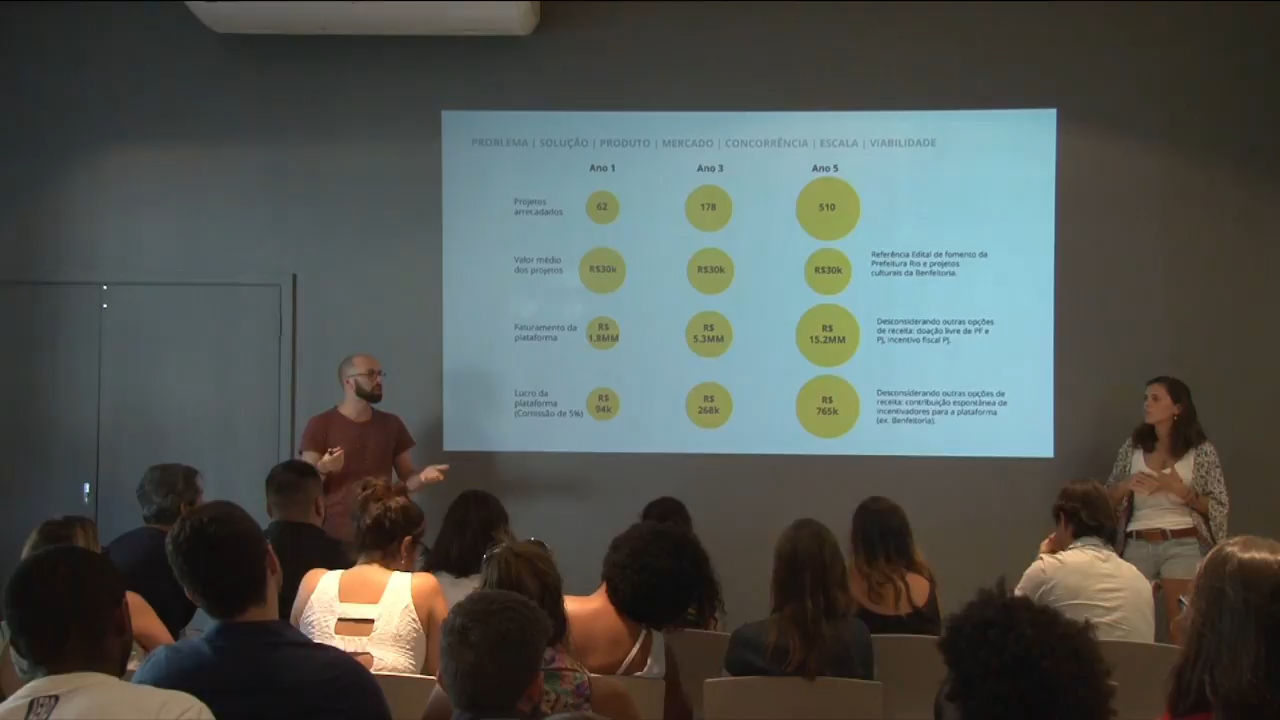 PROBLEMA | SOLUÇÃO | PRODUTO | MERCADO | CONCORRÊNCIA | ESCALA | VIABILIDADE
Ano 1
Ano 3
Ano 5
Projetos
arrecadados
62
178
510
Valor médio
dos projetos
R$30k
R$30k
R$30k
Referência Edital de fomento da
Prefeitura Rio e projetos
culturais da Benfeitoria.
Faturamento da
plataforma
R$
1.8MM
R$
5.3MM
R$
15.2MM
Desconsiderando outras opções
de receita: doação livre de PF e
PJ, incentivo fiscal PJ.
Lucro da
plataforma
(Comissão de 5%)
R$
94k
R$
268k
R$
765k
Desconsiderando outras opções de
receita: contribuição espontânea de
incentivadores para a plataforma
(ex. Benfeitoria).